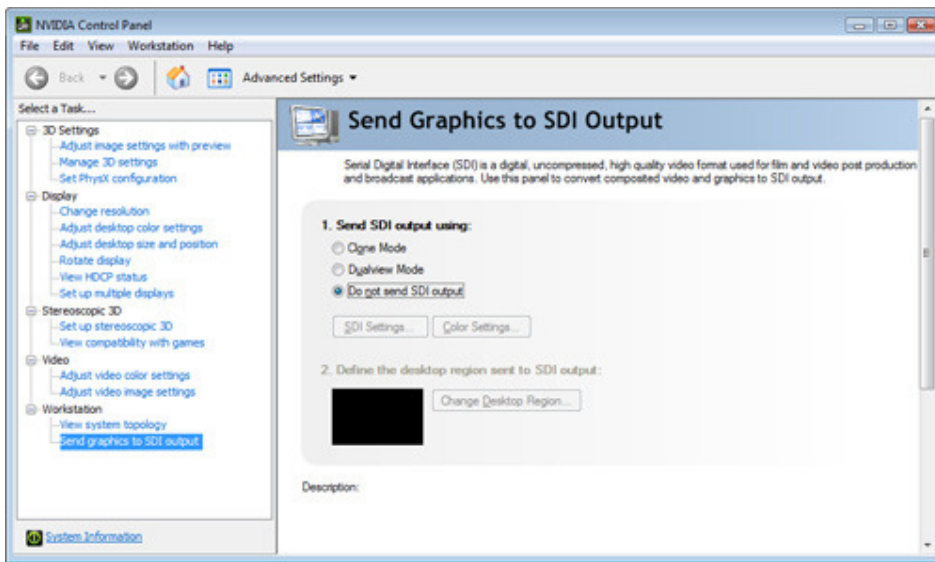 NVIDIA Control Panel
File Edit View Workstation Help
Back Advanced Settings
Select a Task...
3D Settings
Adjust image settings with preview
Manage 3D settings
Set PhysX configuration
Display
Change resolution
Adjust desktop color settings
Adjust desktop size and position
Rotate display
View HDCP status
Set up multiple displays
Stereoscopic 3D
Set up stereoscopic 3D
View compatibility with games
Video
Adjust video color settings
Adjust video image settings
Workstation
View system topology
Send graphics to SDI output
System Information
Send Graphics to SDI Output
Serial Digital Interface (SDI) is a digital, uncompressed, high quality video format used for film and video post production
and broadcast applications. Use this panel to convert composited video and graphics to SDI output.
1. Send SDI output using:
Clone Mode
Dualview Mode
Do not send SDI output
SDI Settings... Color Settings...
2. Define the desktop region sent to SDI output:
Change Desktop Region...
Description: